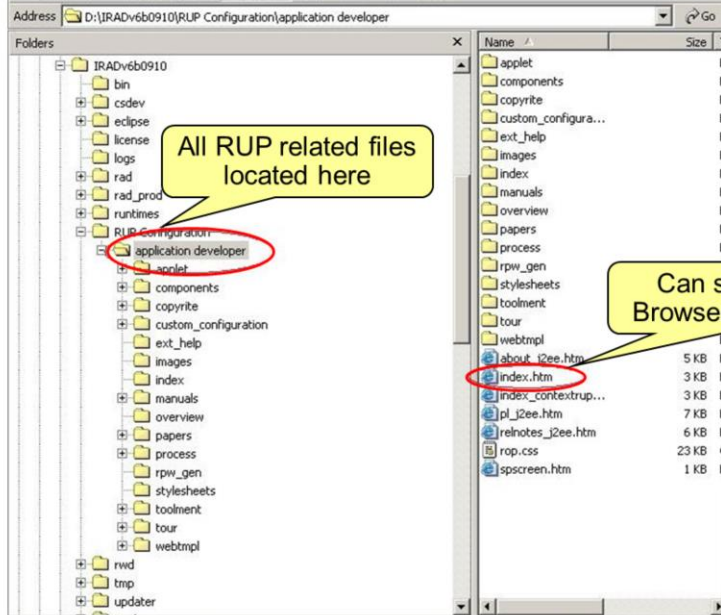 Address D:\IRADv6b0910\RUP Configuration\application developer Go
Folders
IRADv6b0910
bin
csdev
eclipse
license
logs
rad
rad_prod
runtimes
RUP Configuration
application developer
applet
components
copyrite
custom_configuration
ext_help
images
index
manuals
overview
papers
process
rpw_gen
stylesheets
toolment
tour
webtmpl
rwd
tmp
updater
All RUP related files
located here
Name Size
applet
components
copyrite
custom_configura...
ext_help
images
index
manuals
overview
papers
process
rpw_gen
stylesheets
toolment
tour
webtmpl
about_j2ee.htm 5 KB
index.htm 3 KB
index_contextrup... 3 KB
pl_j2ee.htm 7 KB
relnotes_j2ee.htm 6 KB
rop.css 23 KB
spscreen.htm 1 KB
Can s
Browse